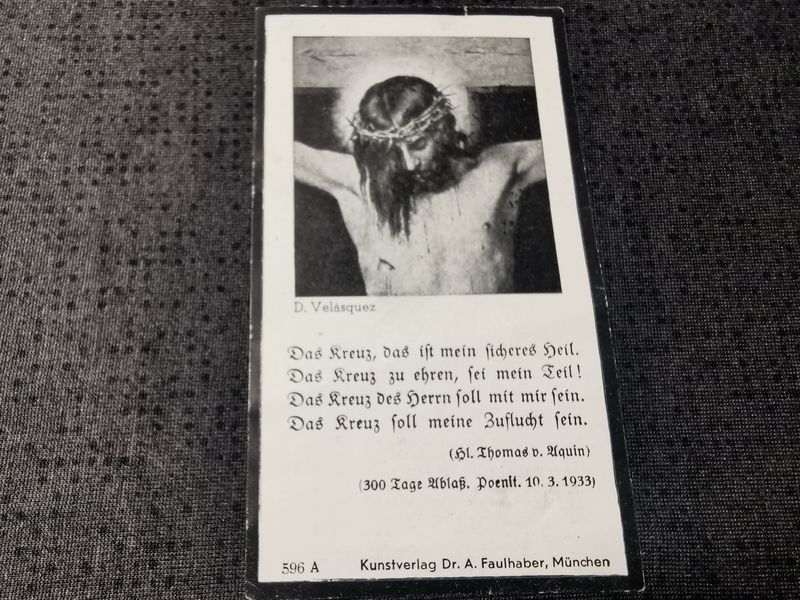 D. Velásquez
Das Kreuz, das ist mein sicheres Heil.
Das Kreuz zu ehren, sei mein Teil!
Das Kreuz des Herrn soll mit mir sein.
Das Kreuz soll meine Zuflucht sein.
(Hl. Thomas v. Aquin)
(300 Tage Ablaß. Poenit. 10. 3. 1933)
596 A Kunstverlag Dr. A. Faulhaber, München